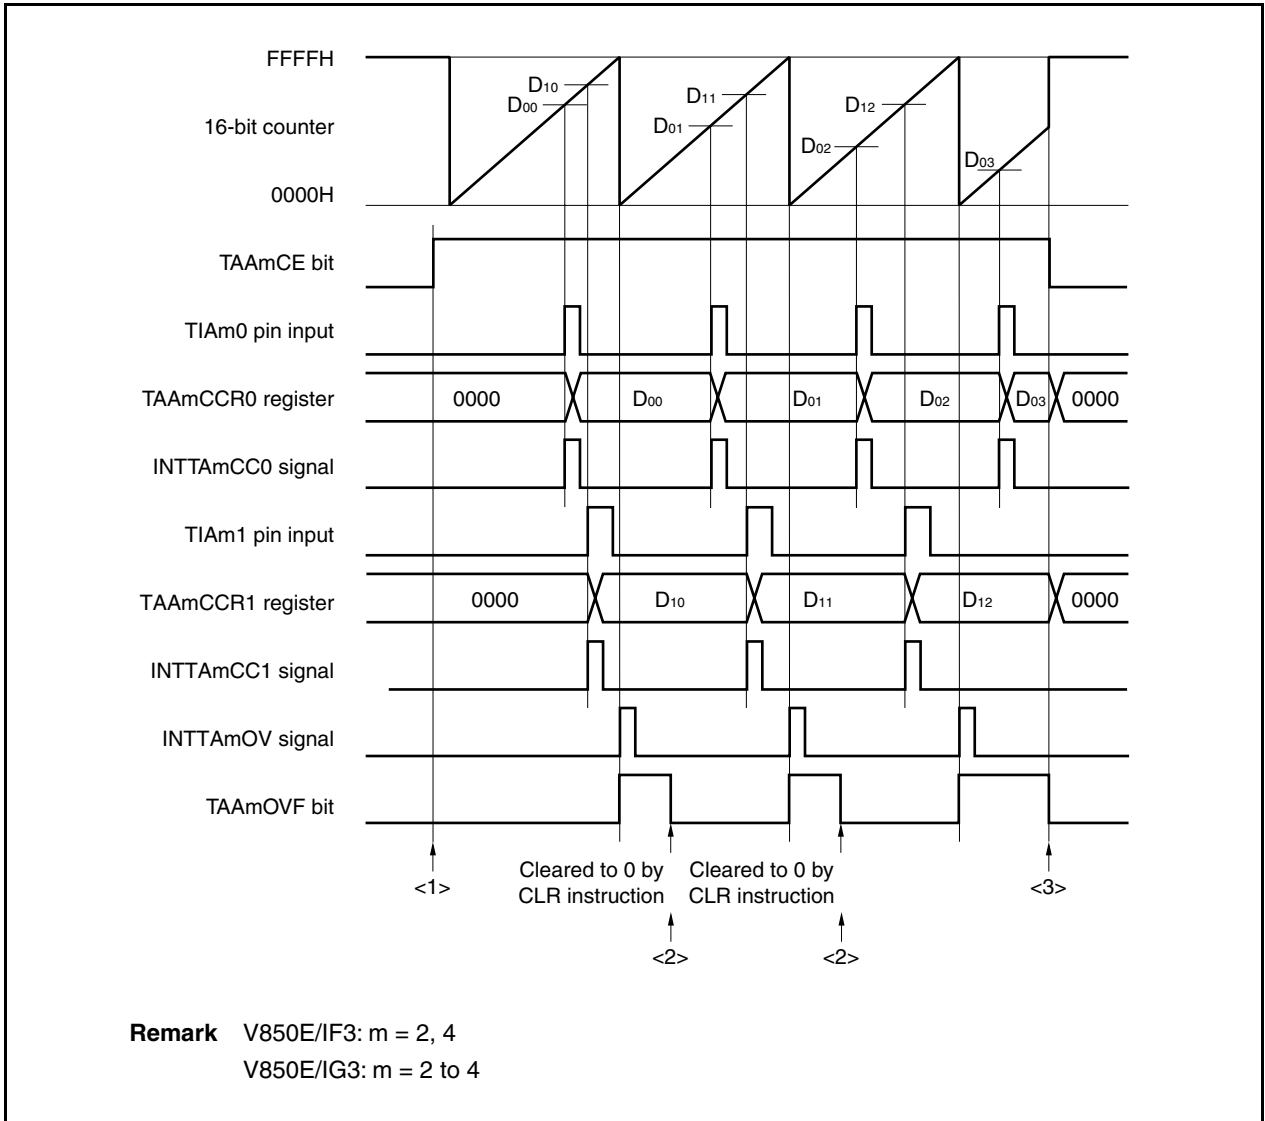 FFFFH
16-bit counter
0000H
D10
D00
D11
D01
D12
D02
D03
TAAmCE bit
TIAm0 pin input
TAAmCCR0 register
0000 D00 D01 D02 D03 0000
INTTAmCC0 signal
TIAm1 pin input
TAAmCCR1 register
0000 D10 D11 D12 0000
INTTAmCC1 signal
INTTAmOV signal
TAAmOVF bit
Cleared to 0 by
CLR instruction
Cleared to 0 by
CLR instruction
<1>
<3>
<2>
<2>
Remark V850E/IF3: m = 2, 4
V850E/IG3: m = 2 to 4